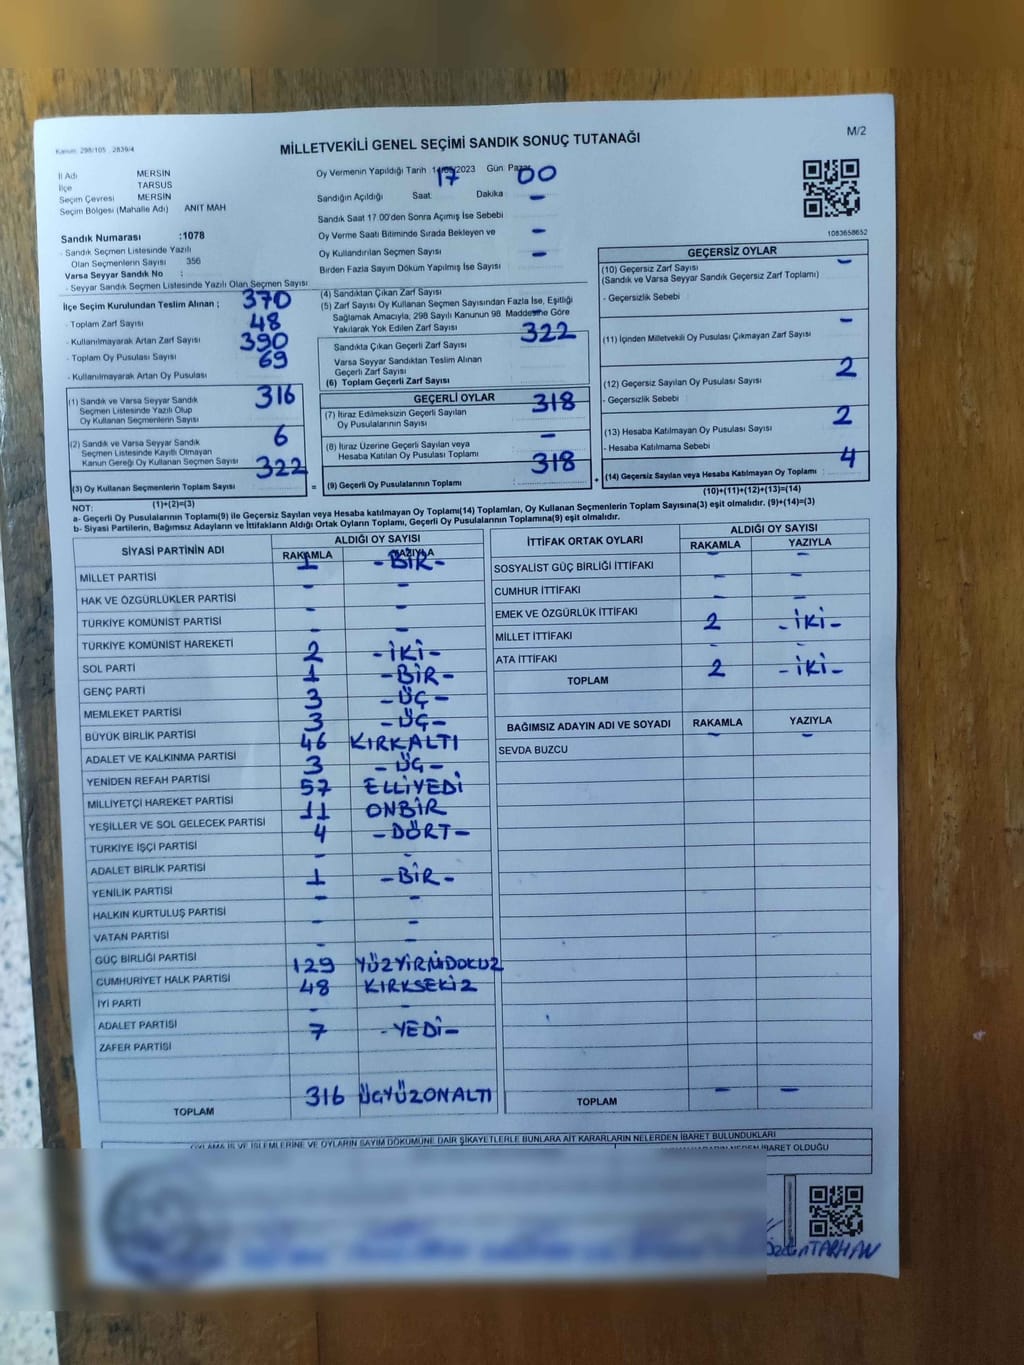 Kanun: 298/105 , 2839/4
MİLLETVEKİLİ GENEL SEÇİMİ SANDIK SONUÇ TUTANAĞI
M/2
İl Adı MERSİN
İlçe TARSUS
Seçim Çevresi MERSİN
Seçim Bölgesi (Mahalle Adı) ANIT MAH
Sandık Numarası :1078
- Sandık Seçmen Listesinde Yazılı
Olan Seçmenlerin Sayısı 356
Varsa Seyyar Sandık No :
- Seyyar Sandık Seçmen Listesinde Yazılı Olan Seçmen Sayısı
Oy Vermenin Yapıldığı Tarih 14/05/2023 Gün Pazar
Sandığın Açıldığı Saat 17 Dakika 00
Sandık Saat 17.00'den Sonra Açımış İse Sebebi -
Oy Verme Saati Bitiminde Sırada Bekleyen ve
Oy Kullandırılan Seçmen Sayısı -
Birden Fazla Sayım Döküm Yapılmış İse Sayısı -
1083658652
İlçe Seçim Kurulundan Teslim Alınan ;
- Toplam Zarf Sayısı 370
- Kullanılmayarak Artan Zarf Sayısı 48
- Toplam Oy Pusulası Sayısı 390
- Kullanılmayarak Artan Oy Pusulası 69
(1) Sandık ve Varsa Seyyar Sandık
Seçmen Listesinde Yazılı Olup
Oy Kullanan Seçmenlerin Sayısı 316
(2) Sandık ve Varsa Seyyar Sandık
Seçmen Listesinde Kayıtlı Olmayan
Kanun Gereği Oy Kullanan Seçmen Sayısı 6
(3) Oy Kullanan Seçmenlerin Toplam Sayısı : 322
(1)+(2)=(3)
(4) Sandıktan Çıkan Zarf Sayısı
(5) Zarf Sayısı Oy Kullanan Seçmen Sayısından Fazla İse, Eşitliği
Sağlamak Amacıyla, 298 Sayılı Kanunun 98. Maddesine Göre
Yakılarak Yok Edilen Zarf Sayısı -
Sandıkta Çıkan Geçerli Zarf Sayısı 322
Varsa Seyyar Sandıktan Teslim Alınan
Geçerli Zarf Sayısı
(6) Toplam Geçerli Zarf Sayısı
GEÇERLİ OYLAR
(7) İtiraz Edilmeksizin Geçerli Sayılan
Oy Pusulalarının Sayısı 318
(8) İtiraz Üzerine Geçerli Sayılan veya
Hesaba Katılan Oy Pusulası Toplamı -
= (9) Geçerli Oy Pusulalarının Toplamı 318
GEÇERSİZ OYLAR
(10) Geçersiz Zarf Sayısı -
(Sandık ve Varsa Seyyar Sandık Geçersiz Zarf Toplamı)
- Geçersizlik Sebebi
(11) İçinden Milletvekili Oy Pusulası Çıkmayan Zarf Sayısı -
(12) Geçersiz Sayılan Oy Pusulası Sayısı 2
- Geçersizlik Sebebi
(13) Hesaba Katılmayan Oy Pusulası Sayısı 2
- Hesaba Katılmama Sebebi
+ (14) Geçersiz Sayılan veya Hesaba Katılmayan Oy Toplamı : 4
(10)+(11)+(12)+(13)=(14)
NOT:
a- Geçerli Oy Pusulalarının Toplamı(9) ile Geçersiz Sayılan veya Hesaba katılmayan Oy Toplamı(14) Toplamları, Oy Kullanan Seçmenlerin Toplam Sayısına(3) eşit olmalıdır. (9)+(14)=(3)
b- Siyasi Partilerin, Bağımsız Adayların ve İttifakların Aldığı Ortak Oyların Toplamı, Geçerli Oy Pusulalarının Toplamına(9) eşit olmalıdır.
SİYASİ PARTİNİN ADI ALDIĞI OY SAYISI
RAKAMLA YAZIYLA
MİLLET PARTİSİ 1 -BİR-
HAK VE ÖZGÜRLÜKLER PARTİSİ - -
TÜRKİYE KOMÜNİST PARTİSİ - -
TÜRKİYE KOMÜNİST HAREKETİ - -
SOL PARTİ 2 -İKİ-
GENÇ PARTİ 1 -BİR-
MEMLEKET PARTİSİ 3 -ÜÇ-
BÜYÜK BİRLİK PARTİSİ 3 -ÜÇ-
ADALET VE KALKINMA PARTİSİ 46 KIRKALTI
YENİDEN REFAH PARTİSİ 3 -ÜÇ-
MİLLİYETÇİ HAREKET PARTİSİ 57 ELLİYEDİ
YEŞİLLER VE SOL GELECEK PARTİSİ 11 ONBİR
TÜRKİYE İŞÇİ PARTİSİ 4 -DÖRT-
ADALET BİRLİK PARTİSİ - -
YENİLİK PARTİSİ 1 -BİR-
HALKIN KURTULUŞ PARTİSİ - -
VATAN PARTİSİ - -
GÜÇ BİRLİĞİ PARTİSİ - -
CUMHURİYET HALK PARTİSİ 129 YÜZYİRMİDOKUZ
İYİ PARTİ 48 KIRKSEKİZ
ADALET PARTİSİ - -
ZAFER PARTİSİ 7 -YEDİ-
TOPLAM 316 ÜÇYÜZONALTI
İTTİFAK ORTAK OYLARI ALDIĞI OY SAYISI
RAKAMLA YAZIYLA
SOSYALİST GÜÇ BİRLİĞİ İTTİFAKI - -
CUMHUR İTTİFAKI - -
EMEK VE ÖZGÜRLÜK İTTİFAKI - -
MİLLET İTTİFAKI 2 -İKİ-
ATA İTTİFAKI - -
TOPLAM 2 -İKİ-
BAĞIMSIZ ADAYIN ADI VE SOYADI RAKAMLA YAZIYLA
SEVDA BUZCU - -
TOPLAM - -
OYLAMA İŞ VE İŞLEMLERİNE VE OYLARIN SAYIM DÖKÜMÜNE DAİR ŞİKAYETLERLE BUNLARA AİT KARARLARIN NELERDEN İBARET BULUNDUKLARI
NEDEN İBARET OLDUĞU
TARHAN